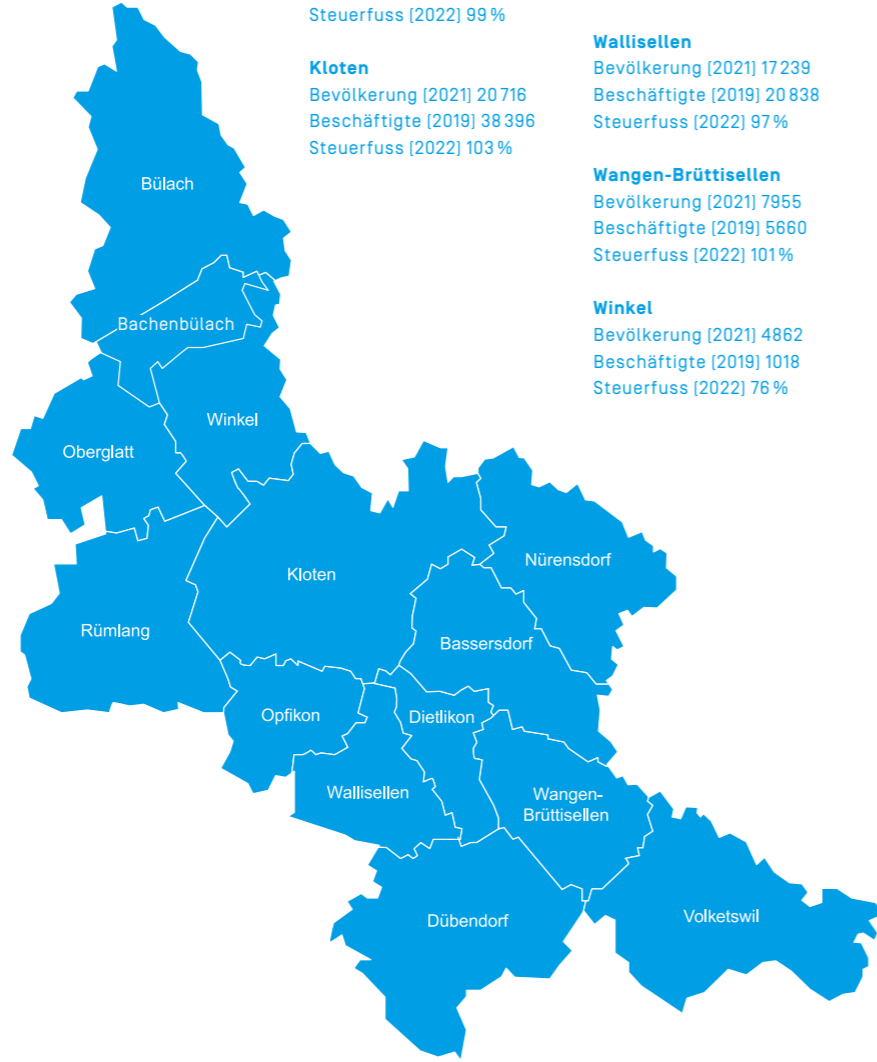 Steuerfuss (2022) 99 %
Kloten
Bevölkerung (2021) 20 716
Beschäftigte (2019) 38 396
Steuerfuss (2022) 103 %
Wallisellen
Bevölkerung (2021) 17 239
Beschäftigte (2019) 20 838
Steuerfuss (2022) 97 %
Wangen-Brüttisellen
Bevölkerung (2021) 7955
Beschäftigte (2019) 5660
Steuerfuss (2022) 101 %
Winkel
Bevölkerung (2021) 4862
Beschäftigte (2019) 1018
Steuerfuss (2022) 76 %
Bülach
Bachenbülach
Winkel
Oberglatt
Kloten
Nürensdorf
Rümlang
Bassersdorf
Opfikon
Dietlikon
Wallisellen
Wangen-
Brüttisellen
Dübendorf
Volketswil